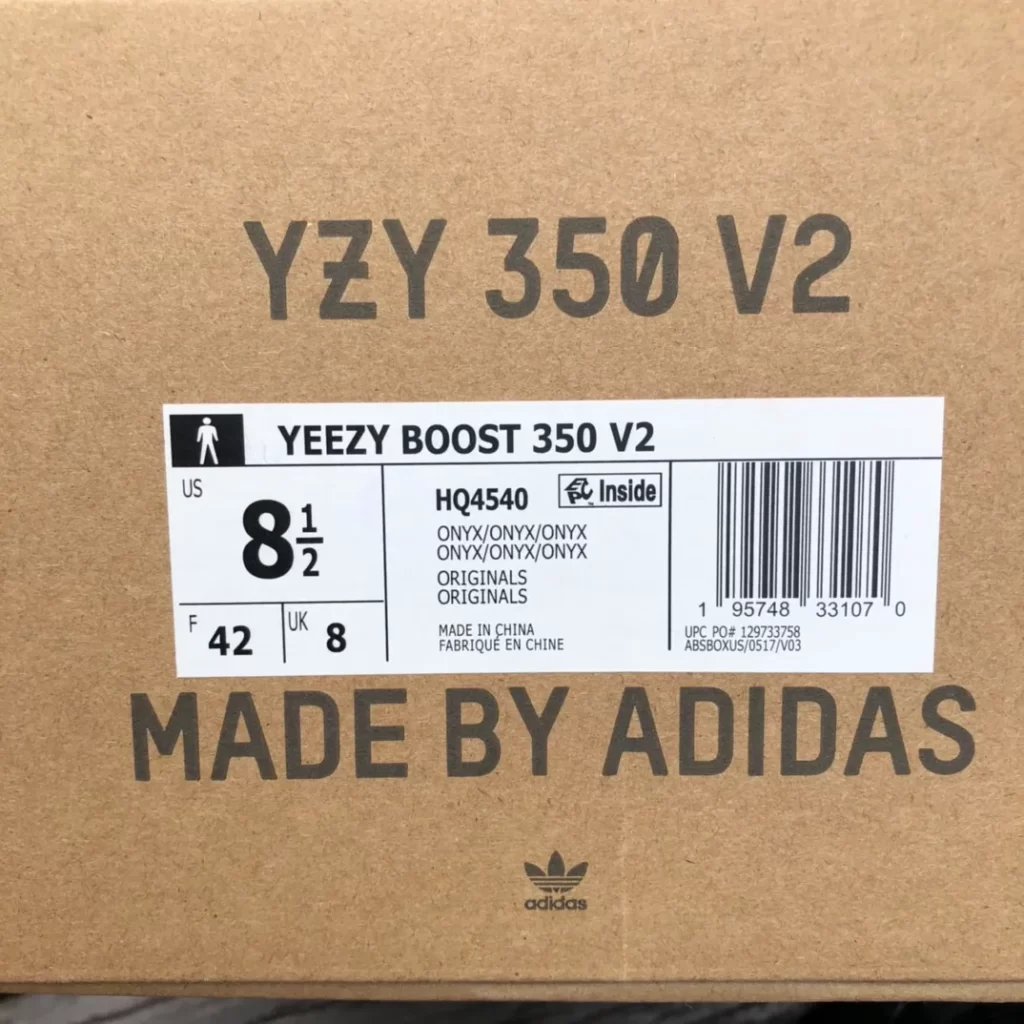 YZY 350 V2
YEEZY BOOST 350 V2
US
8 1/2
F 42
UK 8
HQ4540
EPC Inside
™
ONYX/ONYX/ONYX
ONYX/ONYX/ONYX
ORIGINALS
ORIGINALS
MADE IN CHINA
FABRIQUÉ EN CHINE
1 95748 33107 0
UPC PO# 129733758
ABSBOXUS/0517/V03
MADE BY ADIDAS
adidas